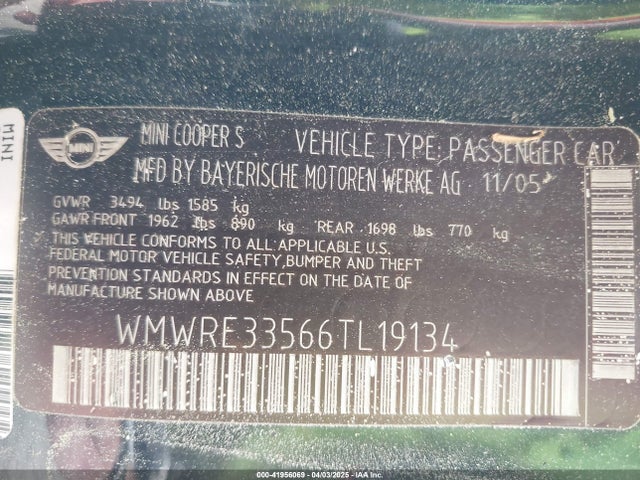 MINI
MINI
MINI COOPER S VEHICLE TYPE: PASSENGER CAR
MFD BY BAYERISCHE MOTOREN WERKE AG 11/05
GVWR 3494 lbs 1585 kg
GAWR FRONT 1962 lbs 890 kg REAR 1698 lbs 770 kg
THIS VEHICLE CONFORMS TO ALL APPLICABLE U.S.
FEDERAL MOTOR VEHICLE SAFETY,BUMPER AND THEFT
PREVENTION STANDARDS IN EFFECT ON THE DATE OF
MANUFACTURE SHOWN ABOVE.
WMWRE33566TL19134
000-41956069 - 04/03/2025 - IAA Inc.